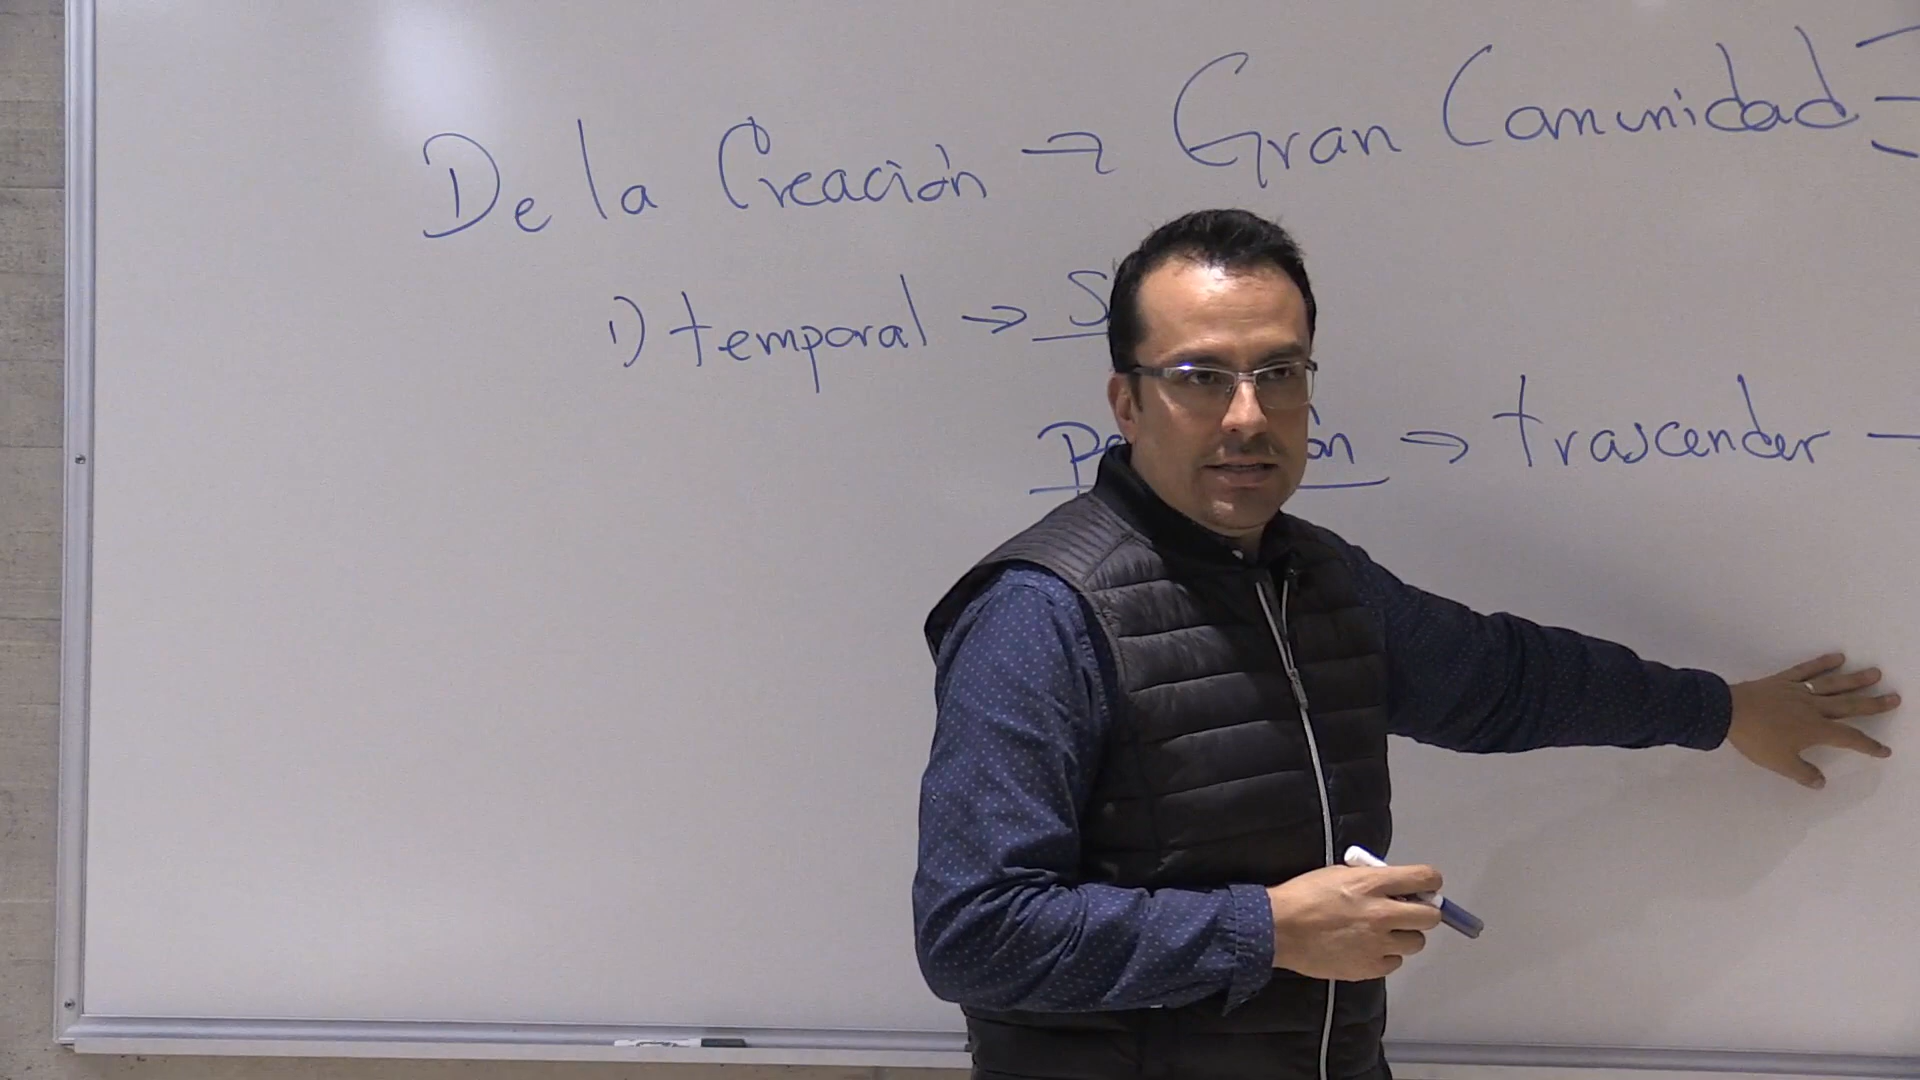 De la Creación → Gran Comunidad
1) temporal →
→ trascender —